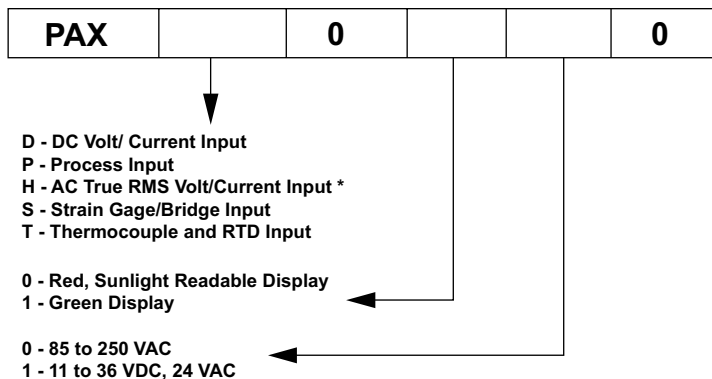 PAX 0 0
D - DC Volt/ Current Input
P - Process Input
H - AC True RMS Volt/Current Input *
S - Strain Gage/Bridge Input
T - Thermocouple and RTD Input
0 - Red, Sunlight Readable Display
1 - Green Display
0 - 85 to 250 VAC
1 - 11 to 36 VDC, 24 VAC